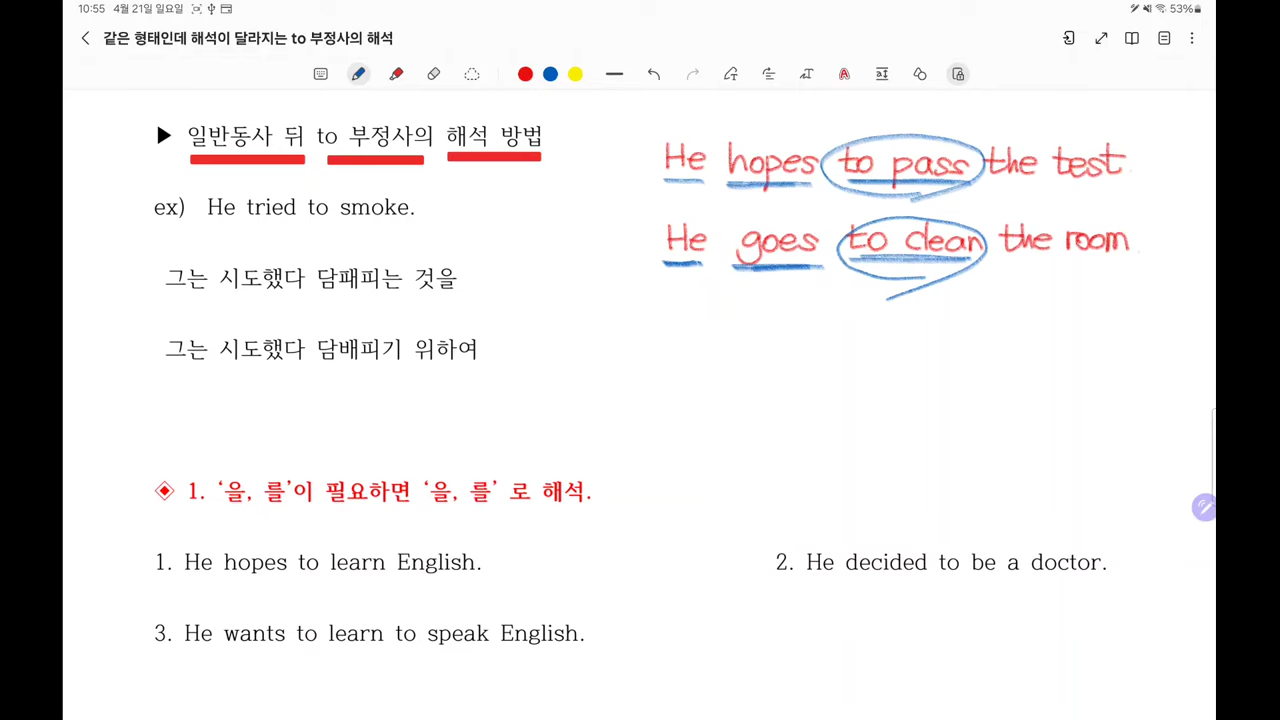 10:55 4월 21일 일요일
53%
같은 형태인데 해석이 달라지는 to 부정사의 해석
▶ 일반동사 뒤 to 부정사의 해석 방법
He hopes to pass the test.
He goes to clean the room.
ex) He tried to smoke.
그는 시도했다 담패피는 것을
그는 시도했다 담배피기 위하여
◈ 1. ‘을, 를’이 필요하면 ‘을, 를’ 로 해석.
1. He hopes to learn English.
2. He decided to be a doctor.
3. He wants to learn to speak English.